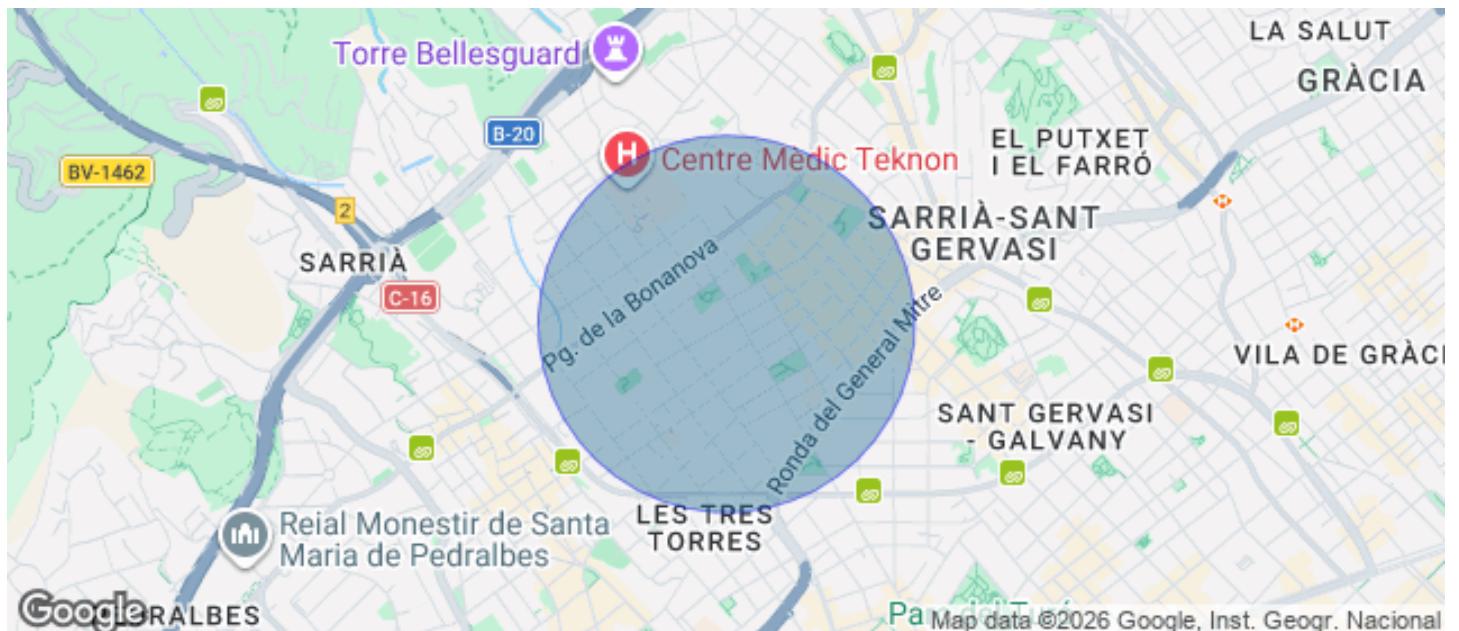 LA SALUT
Torre Bellesguard
GRÀCIA
B-20
EL PUTXET
I EL FARRÓ
H
Centre Mèdic Teknon
BV-1462
2
SARRIÀ-SANT
GERVASI
SARRIÀ
Pg. de la Bonanova
C-16
Ronda del General Mitre
VILA DE GRÀCI
SANT GERVASI
- GALVANY
LES TRES
TORRES
Reial Monestir de Santa
Maria de Pedralbes
Google
Map data ©2026 Google, Inst. Geogr. Nacional